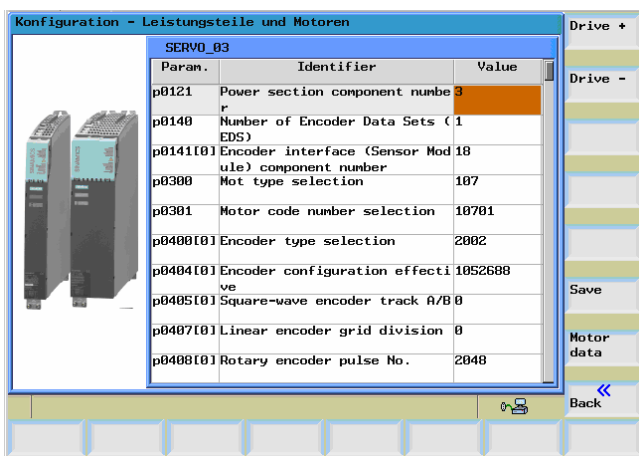 Konfiguration - Leistungsteile und Motoren
SERVO_03
Param. Identifier Value
p0121 Power section component numbe 3
r
p0140 Number of Encoder Data Sets ( 1
EDS)
p0141[0] Encoder interface (Sensor Mod 18
ule) component number
p0300 Mot type selection 107
p0301 Motor code number selection 10701
p0400[0] Encoder type selection 2002
p0404[0] Encoder configuration effecti 1052688
ve
p0405[0] Square-wave encoder track A/B 0
p0407[0] Linear encoder grid division 0
p0408[0] Rotary encoder pulse No. 2048
Drive +
Drive -
Save
Motor
data
«
Back